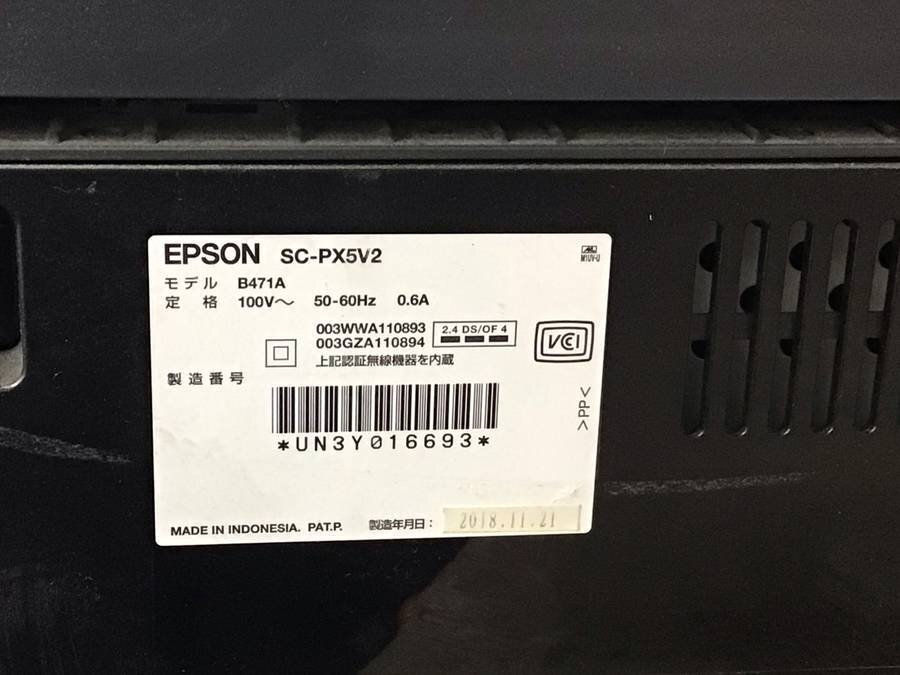 EPSON SC-PX5V2
M1UV-U
モデル B471A
定格 100V～ 50-60Hz 0.6A
003WWA110893
003GZA110894
2.4 DS/OF 4
上記認証無線機器を内蔵
VCI
製造番号
*UN3Y016693*
>PP<
MADE IN INDONESIA. PAT.P. 製造年月日： 2018.11.21